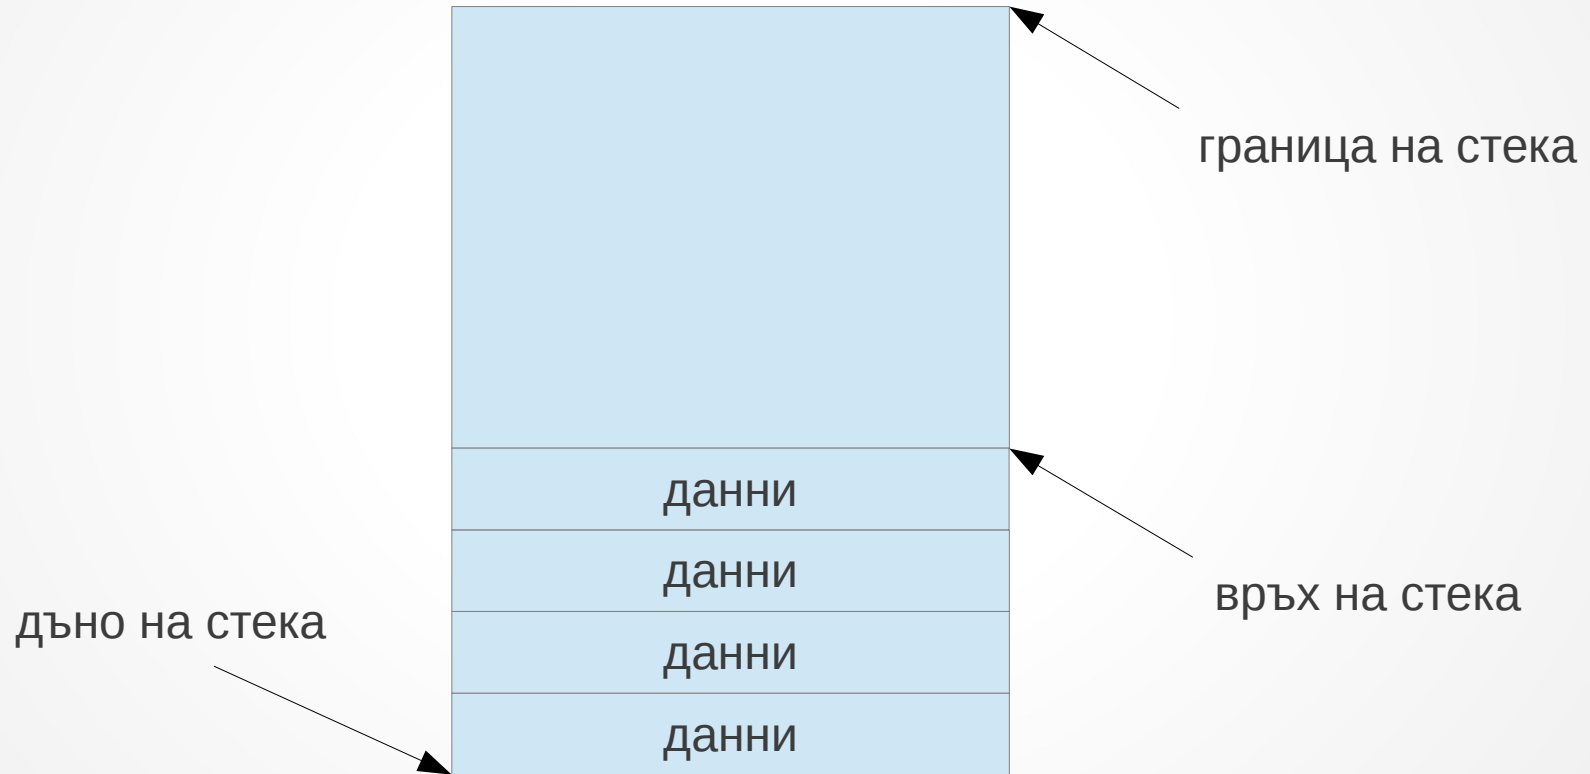 граница на стека
данни
данни
връх на стека
дъно на стека
данни
данни